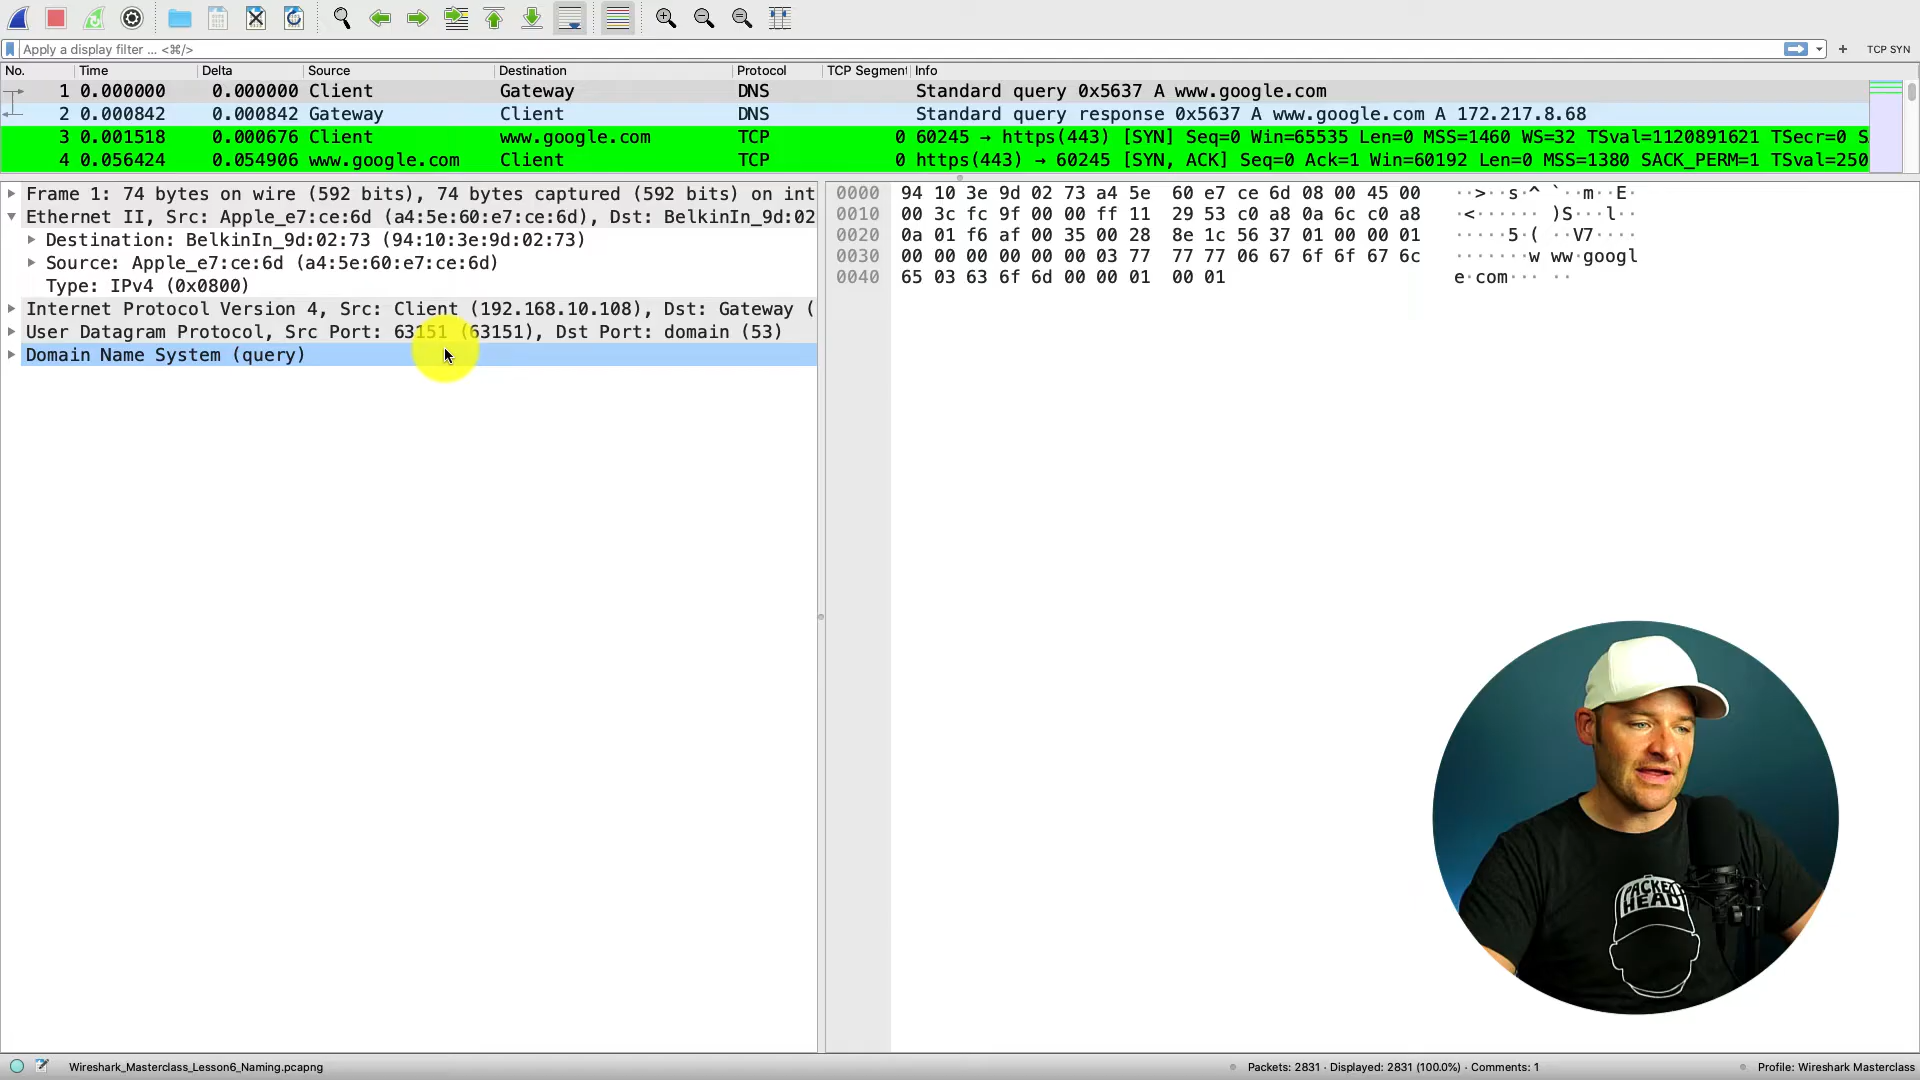 Apply a display filter ... <⌘/>
+ TCP SYN
No. Time Delta Source Destination Protocol TCP Segment Info
1 0.000000 0.000000 Client Gateway DNS Standard query 0x5637 A www.google.com
2 0.000842 0.000842 Gateway Client DNS Standard query response 0x5637 A www.google.com A 172.217.8.68
3 0.001518 0.000676 Client www.google.com TCP 0 60245 → https(443) [SYN] Seq=0 Win=65535 Len=0 MSS=1460 WS=32 TSval=1120891621 TSecr=0 S
4 0.056424 0.054906 www.google.com Client TCP 0 https(443) → 60245 [SYN, ACK] Seq=0 Ack=1 Win=60192 Len=0 MSS=1380 SACK_PERM=1 TSval=250
Frame 1: 74 bytes on wire (592 bits), 74 bytes captured (592 bits) on int
Ethernet II, Src: Apple_e7:ce:6d (a4:5e:60:e7:ce:6d), Dst: BelkinIn_9d:02
Destination: BelkinIn_9d:02:73 (94:10:3e:9d:02:73)
Source: Apple_e7:ce:6d (a4:5e:60:e7:ce:6d)
Type: IPv4 (0x0800)
Internet Protocol Version 4, Src: Client (192.168.10.108), Dst: Gateway (
User Datagram Protocol, Src Port: 63151 (63151), Dst Port: domain (53)
Domain Name System (query)
0000 94 10 3e 9d 02 73 a4 5e 60 e7 ce 6d 08 00 45 00 ··>··s·^ `··m··E·
0010 00 3c fc 9f 00 00 ff 11 29 53 c0 a8 0a 6c c0 a8 ·<······ )S···l··
0020 0a 01 f6 af 00 35 00 28 8e 1c 56 37 01 00 00 01 ·····5·( ··V7····
0030 00 00 00 00 00 00 03 77 77 77 06 67 6f 6f 67 6c ·······w ww·googl
0040 65 03 63 6f 6d 00 00 01 00 01 e·com··· ··
PACKET
HEAD
Wireshark_Masterclass_Lesson6_Naming.pcapng
Packets: 2831 · Displayed: 2831 (100.0%) · Comments: 1
Profile: Wireshark Masterclass